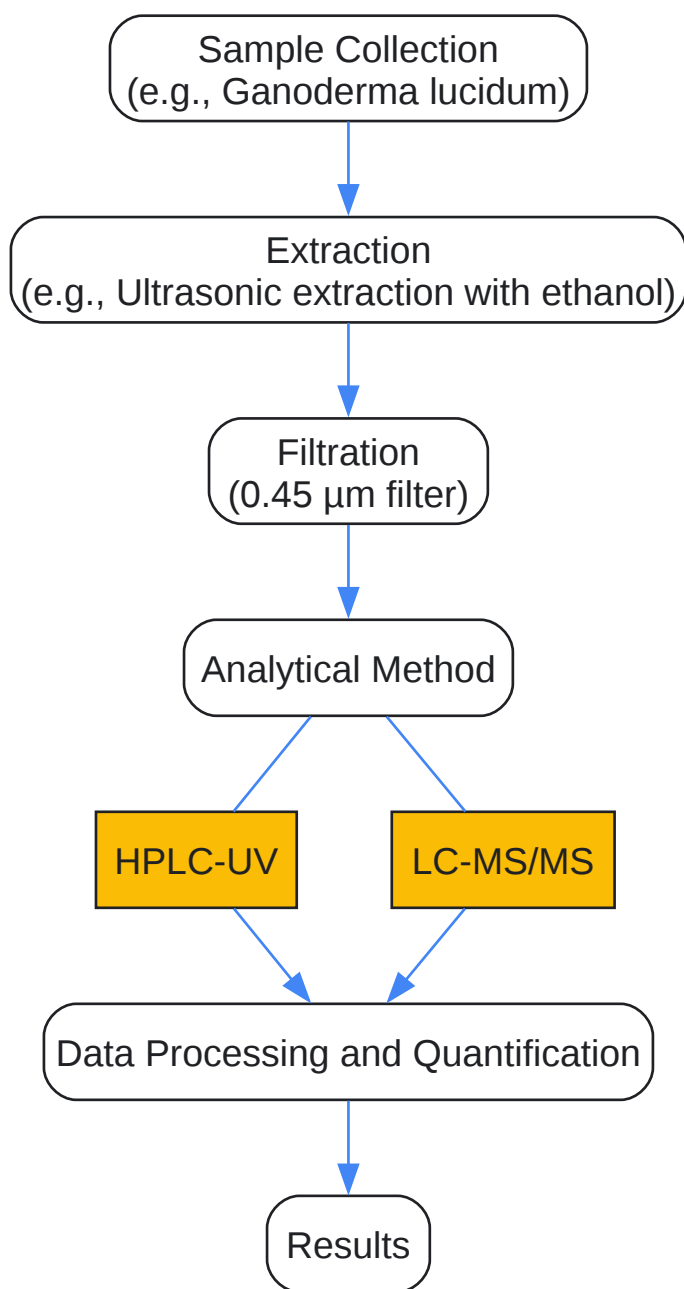 Sample Collection
(e.g., Ganoderma lucidum)
Extraction
(e.g., Ultrasonic extraction with ethanol)
Filtration
(0.45 µm filter)
Analytical Method
HPLC-UV
LC-MS/MS
Data Processing and Quantification
Results